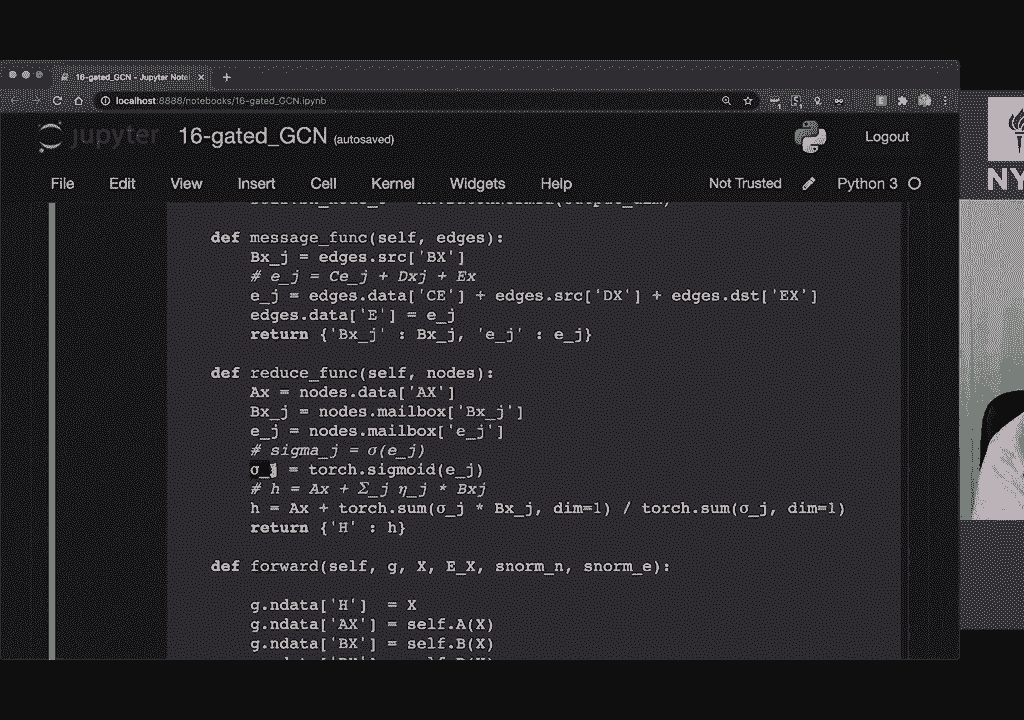 16-gated_GCN - Jupyter Note
localhost:8888/notebooks/16-gated_GCN.ipynb
jupyter 16-gated_GCN (autosaved)
Logout
File Edit View Insert Cell Kernel Widgets Help
Not Trusted Python 3
NY
def message_func(self, edges):
Bx_j = edges.src['BX']
# e_j = Ce_j + Dxj + Ex
e_j = edges.data['CE'] + edges.src['DX'] + edges.dst['EX']
edges.data['E'] = e_j
return {'Bx_j' : Bx_j, 'e_j' : e_j}
def reduce_func(self, nodes):
Ax = nodes.data['AX']
Bx_j = nodes.mailbox['Bx_j']
e_j = nodes.mailbox['e_j']
# sigma_j = σ(e_j)
σ_j = torch.sigmoid(e_j)
# h = Ax + Σ_j η_j * Bxj
h = Ax + torch.sum(σ_j * Bx_j, dim=1) / torch.sum(σ_j, dim=1)
return {'H' : h}
def forward(self, g, X, E_X, snorm_n, snorm_e):
g.ndata['H'] = X
g.ndata['AX'] = self.A(X)
g.ndata['BX'] = self.B(X)